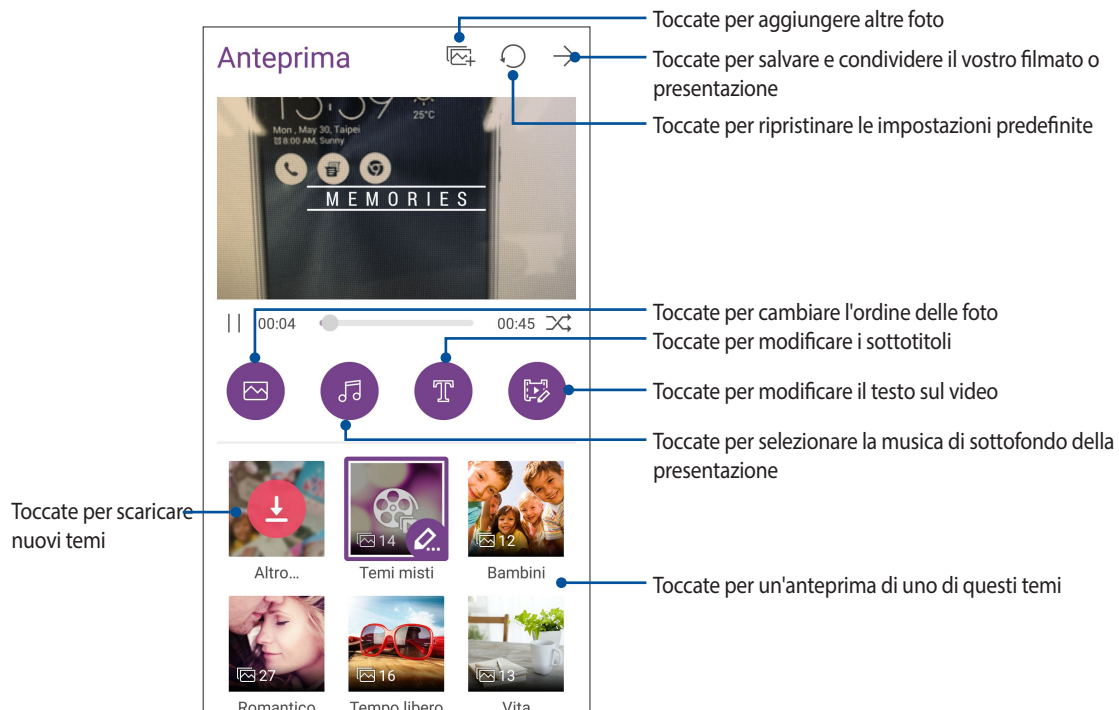 Toccate per aggiungere altre foto
Anteprima
Toccate per salvare e condividere il vostro filmato o
presentazione
Toccate per ripristinare le impostazioni predefinite
15:39
25°C
Mon , May 30, Taipei
8:00 AM, Sunny
MEMORIES
00:04
00:45
Toccate per cambiare l'ordine delle foto
Toccate per modificare i sottotitoli
T
Toccate per modificare il testo sul video
Toccate per selezionare la musica di sottofondo della
presentazione
Toccate per scaricare
nuovi temi
14
12
Altro...
Temi misti
Bambini
Toccate per un'anteprima di uno di questi temi
27
16
13
Romantico
Tempo libero
Vita